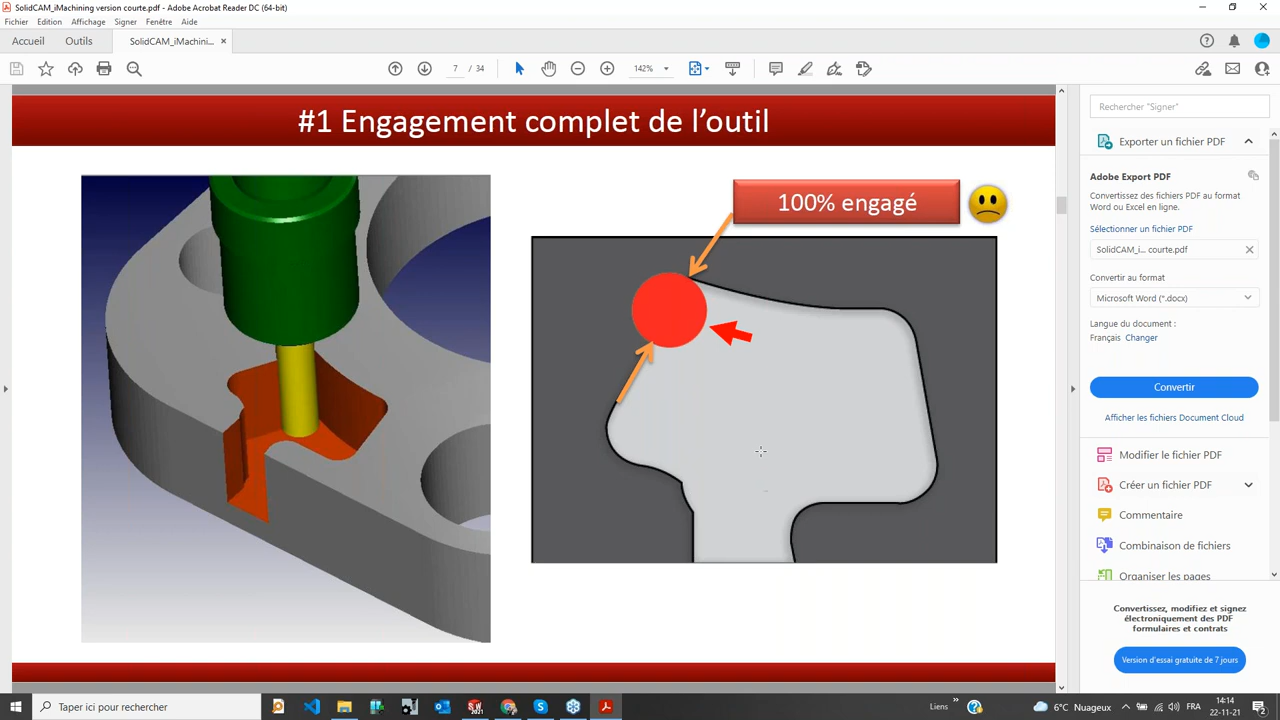 SolidCAM_iMachining version courte.pdf - Adobe Acrobat Reader DC (64-bit)
Fichier Edition Affichage Signer Fenêtre Aide
Accueil Outils SolidCAM_iMachini... ×
7 / 34 142%
#1 Engagement complet de l'outil
100% engagé
Rechercher "Signer"
Exporter un fichier PDF
Adobe Export PDF
Convertissez des fichiers PDF au format
Word ou Excel en ligne.
Sélectionner un fichier PDF
SolidCAM_i... courte.pdf
Convertir au format
Microsoft Word (*.docx)
Langue du document :
Français Changer
Convertir
Afficher les fichiers Document Cloud
Modifier le fichier PDF
Créer un fichier PDF
Commentaire
Combinaison de fichiers
Organiser les pages
Convertissez, modifiez et signez
électroniquement des PDF
formulaires et contrats
Version d'essai gratuite de 7 jours
Taper ici pour rechercher
Liens
6°C Nuageux
FRA
14:14
22-11-21